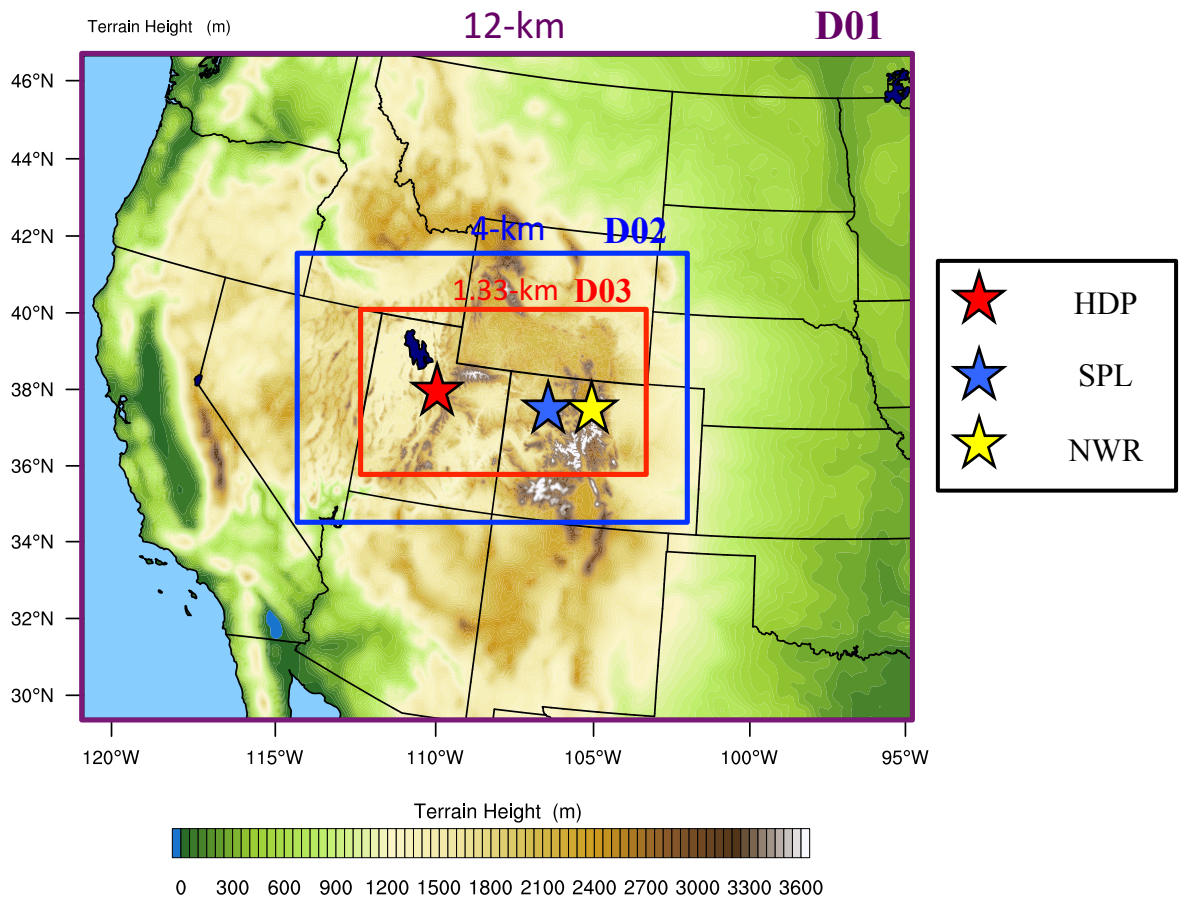 Terrain Height (m) 12-km D01
46°N
44°N
42°N
4-km D02
40°N
1.33-km D03
HDP
38°N
SPL
36°N
NWR
34°N
32°N
30°N
120°W 115°W 110°W 105°W 100°W 95°W
Terrain Height (m)
0 300 600 900 1200 1500 1800 2100 2400 2700 3000 3300 3600